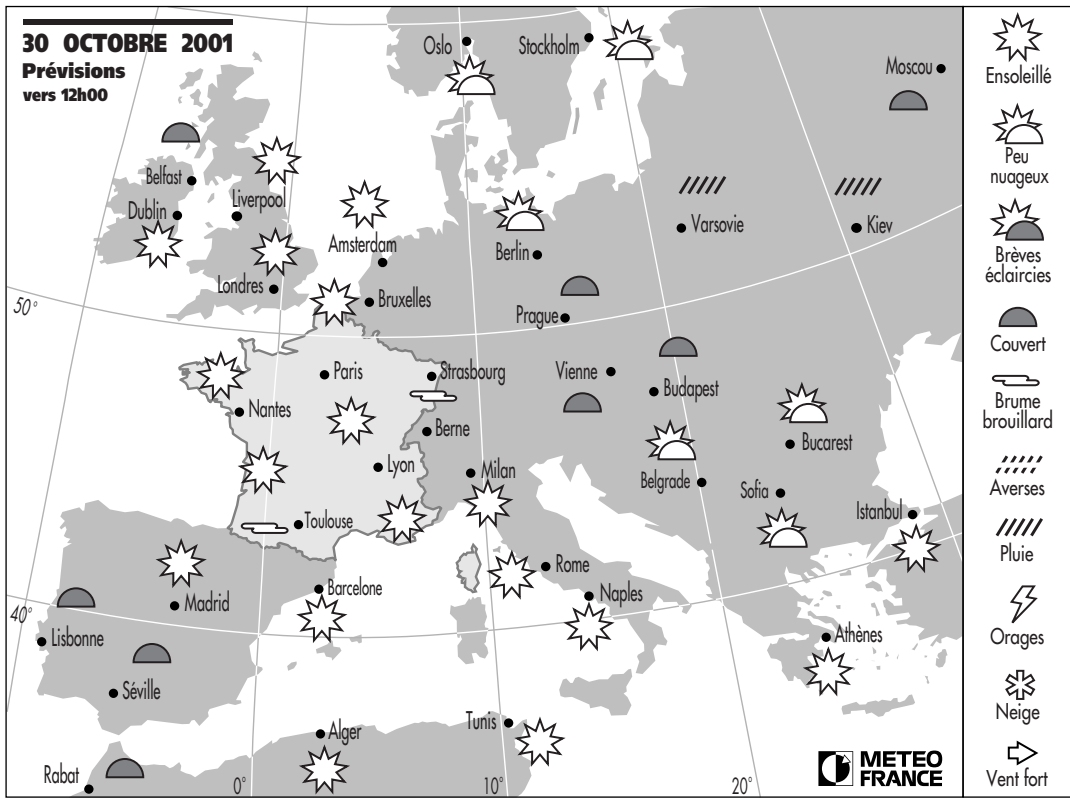 30 OCTOBRE 2001
Prévisions
vers 12h00
Oslo
Stockholm
Moscou
Belfast
Dublin
Liverpool
Varsovie
Kiev
Amsterdam
Berlin
Londres
Bruxelles
50°
Prague
Paris
Strasbourg
Vienne
Budapest
Nantes
Berne
Bucarest
Lyon
Milan
Belgrade
Sofia
Istanbul
Toulouse
Rome
Barcelone
Naples
Madrid
40°
Lisbonne
Athènes
Séville
Tunis
Alger
Rabat
0°
10°
20°
METEO
FRANCE
Ensoleillé
Peu
nuageux
Brèves
éclaircies
Couvert
Brume
brouillard
Averses
Pluie
Orages
Neige
Vent fort